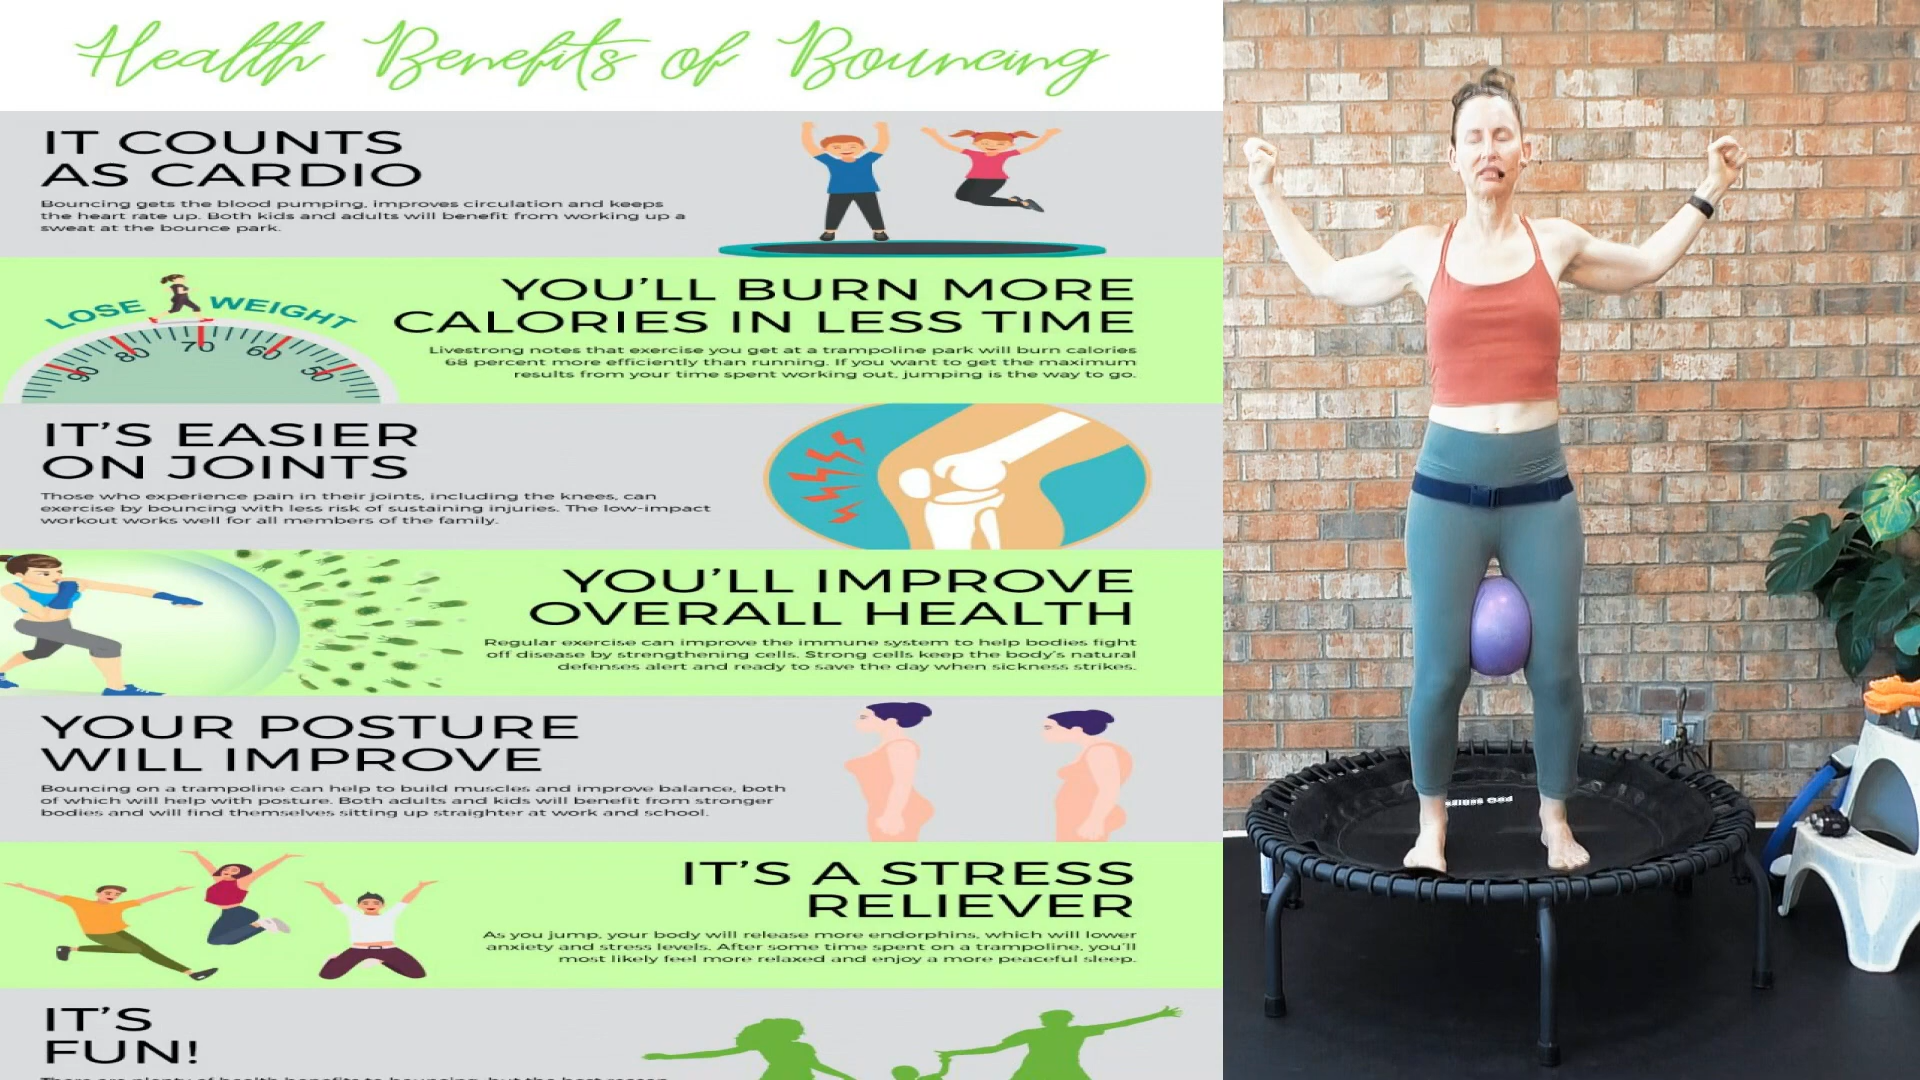 Health Benefits of Bouncing
IT COUNTS
AS CARDIO
Bouncing gets the blood pumping, improves circulation and keeps
the heart rate up. Both kids and adults will benefit from working up a
sweat at the bounce park.
LOSE WEIGHT
90 80 70 60 50
YOU'LL BURN MORE
CALORIES IN LESS TIME
Livestrong notes that exercise you get at a trampoline park will burn calories
68 percent more efficiently than running. If you want to get the maximum
results from your time spent working out, jumping is the way to go.
IT'S EASIER
ON JOINTS
Those who experience pain in their joints, including the knees, can
exercise by bouncing with less risk of sustaining injuries. The low-impact
workout works well for all members of the family.
YOU'LL IMPROVE
OVERALL HEALTH
Regular exercise can improve the immune system to help bodies fight
off disease by strengthening cells. Strong cells keep the body's natural
defenses alert and ready to save the day when sickness strikes.
YOUR POSTURE
WILL IMPROVE
Bouncing on a trampoline can help to build muscles and improve balance, both
of which will help with posture. Both adults and kids will benefit from stronger
bodies and will find themselves sitting up straighter at work and school.
IT'S A STRESS
RELIEVER
As you jump, your body will release more endorphins, which will lower
anxiety and stress levels. After some time spent on a trampoline, you'll
most likely feel more relaxed and enjoy a more peaceful sleep.
IT'S
FUN!
There are plenty of health benefits to bouncing, but the best reason